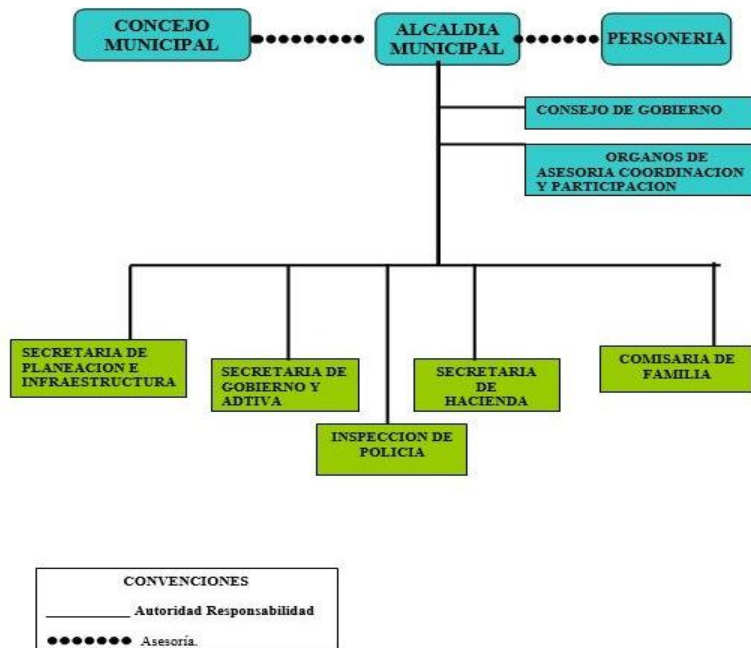 CONCEJO
MUNICIPAL
ALCALDIA
MUNICIPAL
PERSONERIA
CONSEJO DE GOBIERNO
ORGANOS DE
ASESORIA COORDINACION
Y PARTICIPACION
SECRETARIA DE
PLANEACION E
INFRAESTRUCTURA
SECRETARIA DE
GOBIERNO Y
ADTIVA
INSPECCION DE
POLICIA
SECRETARIA
DE
HACIENDA
COMISARIA DE
FAMILIA
CONVENCIONES
Autoridad Responsabilidad
Asesoría.